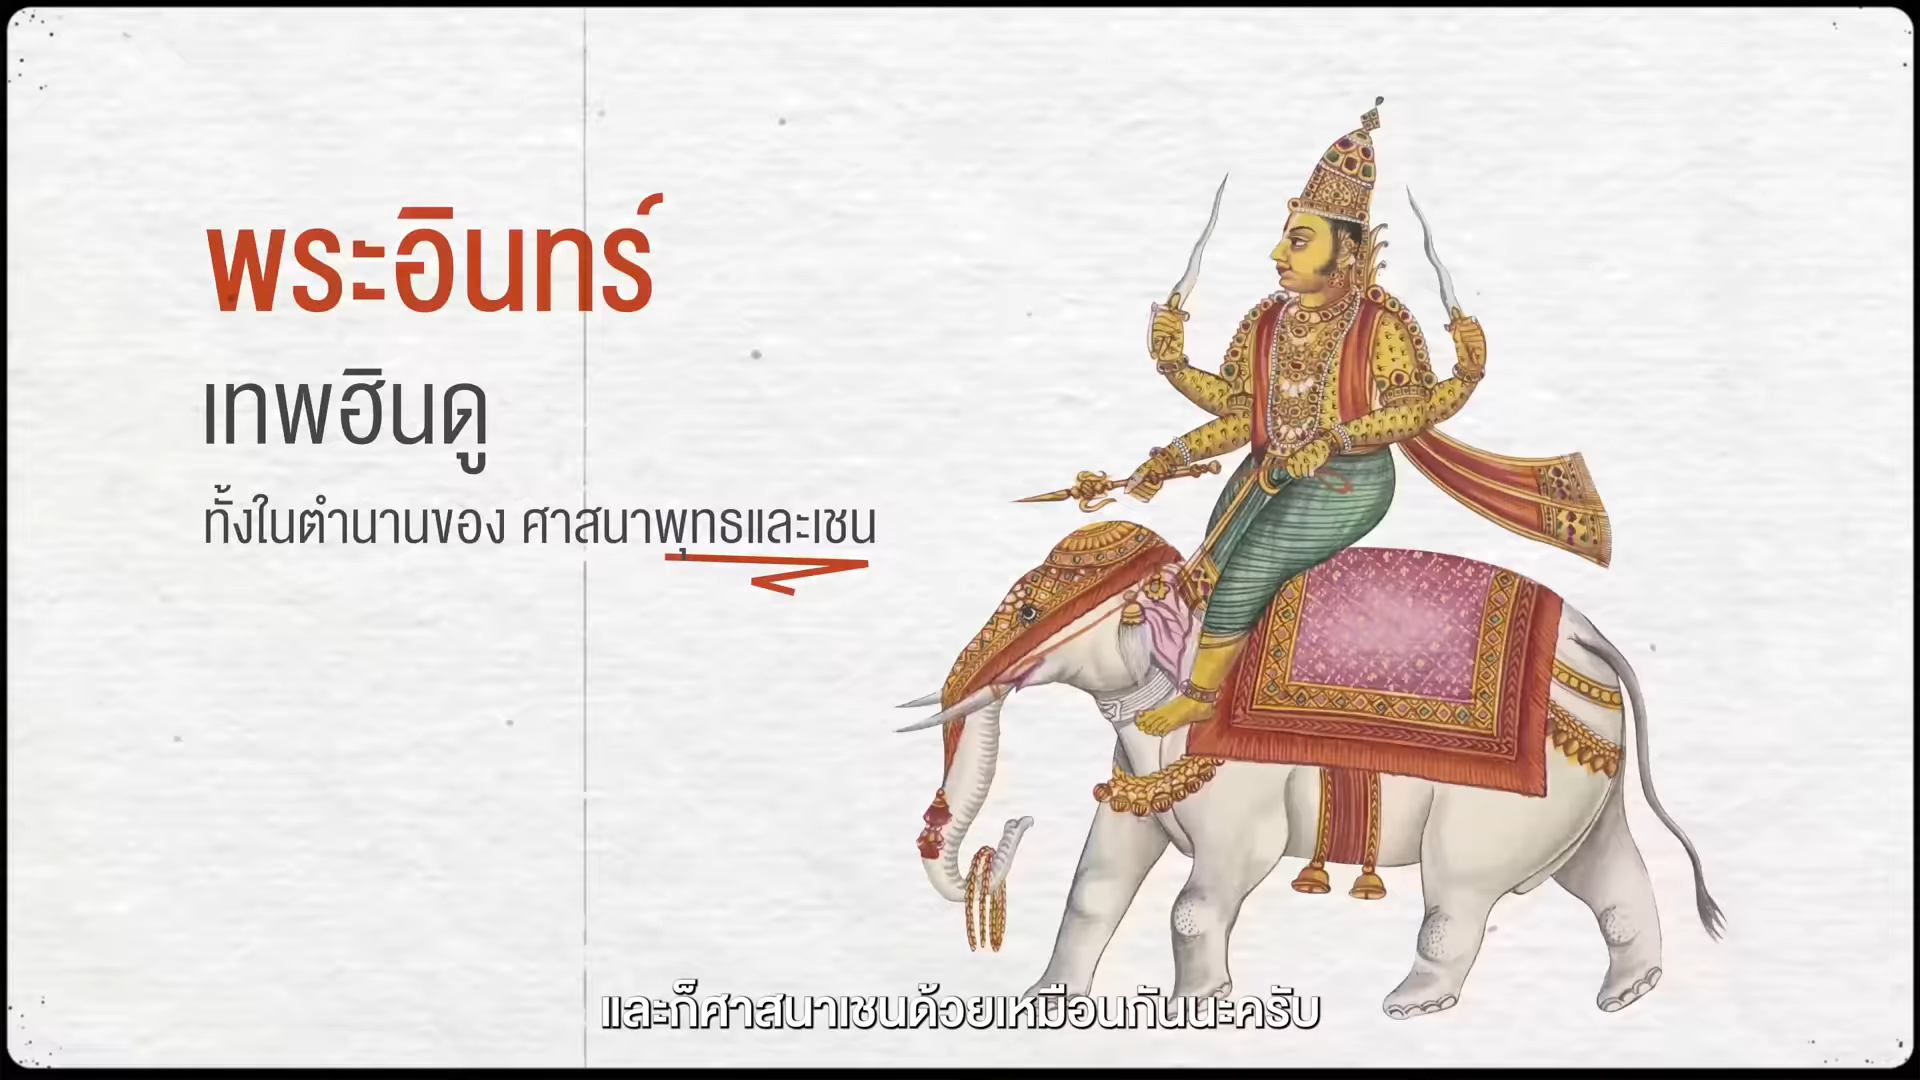 พระอินทร์
เทพฮินดู
ทั้งในตำนานของ ศาสนาพุทธและเชน
และก็ศาสนาเชนด้วยเหมือนกันนะครับ